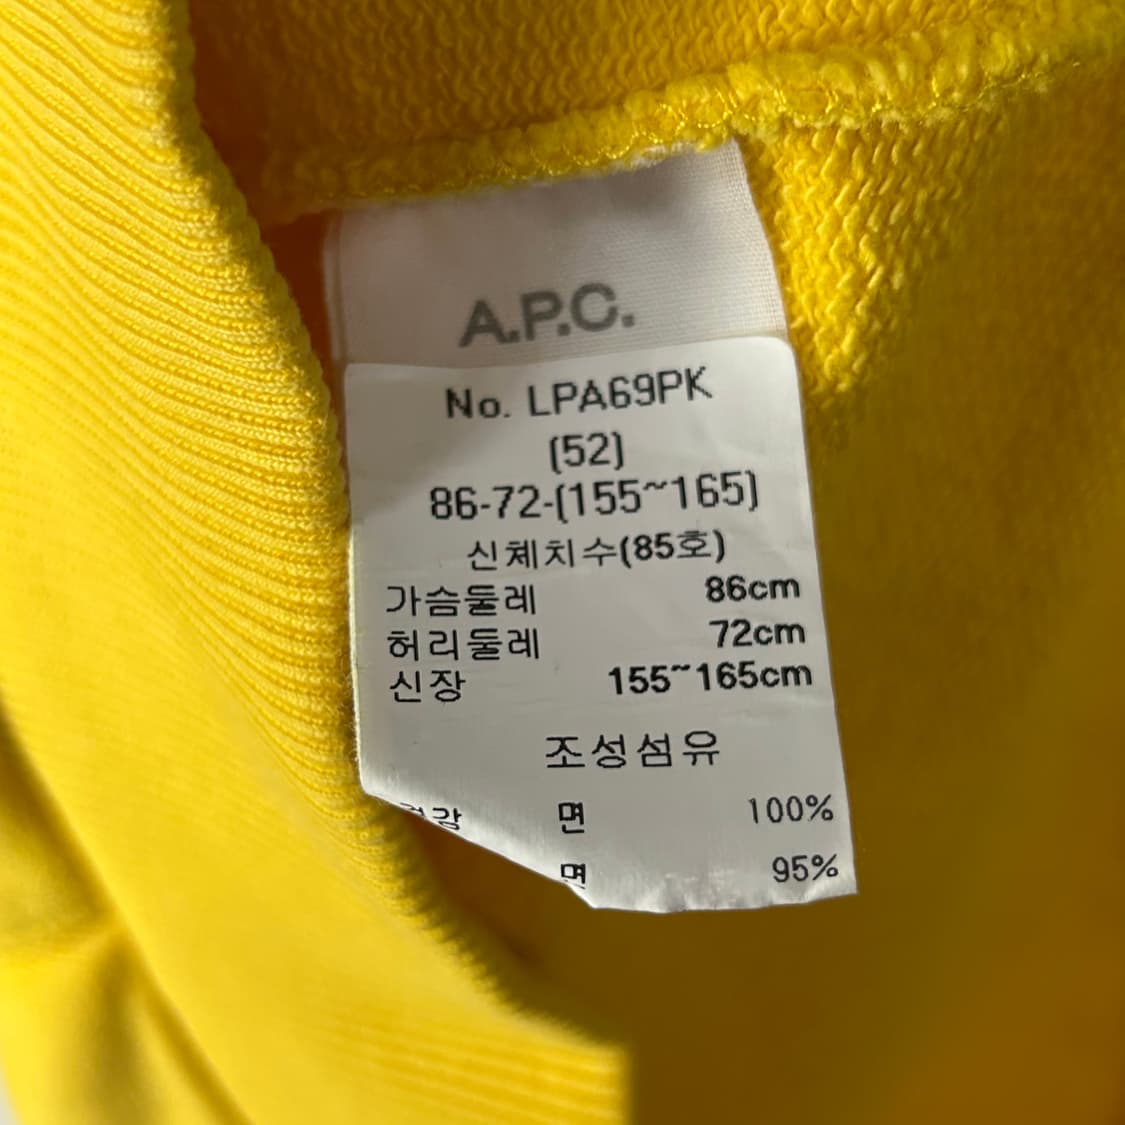 A.P.C.
No. LPA69PK
(52)
86-72-(155~165)
신체치수(85호)
가슴둘레 86cm
허리둘레 72cm
신장 155~165cm
조성섬유
면 100%
면 95%